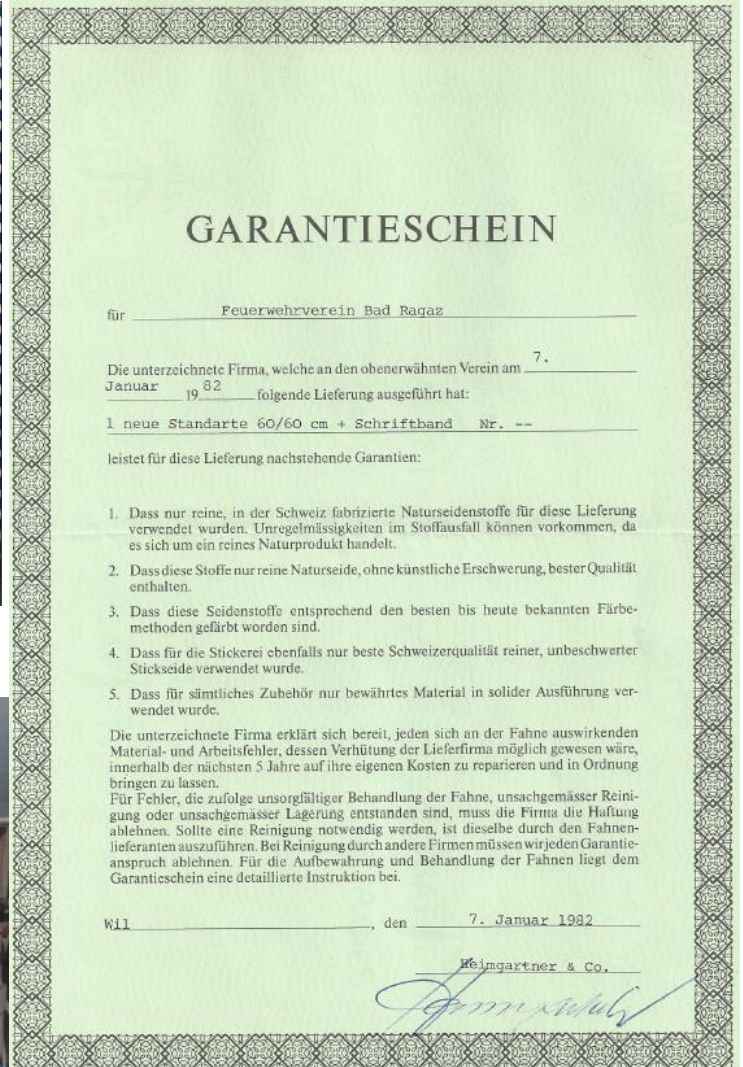 GARANTIESCHEIN
für Feuerwehrverein Bad Ragaz
Die unterzeichnete Firma, welche an den obenerwähnten Verein am 7.
Januar 1982 folgende Lieferung ausgeführt hat:
1 neue Standarte 60/60 cm + Schriftband Nr. --
leistet für diese Lieferung nachstehende Garantien:
1. Dass nur reine, in der Schweiz fabrizierte Naturseidenstoffe für diese Lieferung
verwendet wurden. Unregelmässigkeiten im Stoffausfall können vorkommen, da
es sich um ein reines Naturprodukt handelt.
2. Dass diese Stoffe nur reine Naturseide, ohne künstliche Erschwerung, bester Qualität
enthalten.
3. Dass diese Seidenstoffe entsprechend den besten bis heute bekannten Färbe-
methoden gefärbt worden sind.
4. Dass für die Stickerei ebenfalls nur beste Schweizerqualität reiner, unbeschwerter
Stickseide verwendet wurde.
5. Dass für sämtliches Zubehör nur bewährtes Material in solider Ausführung ver-
wendet wurde.
Die unterzeichnete Firma erklärt sich bereit, jeden sich an der Fahne auswirkenden
Material- und Arbeitsfehler, dessen Verhütung der Lieferfirma möglich gewesen wäre,
innerhalb der nächsten 5 Jahre auf ihre eigenen Kosten zu reparieren und in Ordnung
bringen zu lassen.
Für Fehler, die zufolge unsorgfältiger Behandlung der Fahne, unsachgemässer Reini-
gung oder unsachgemässer Lagerung entstanden sind, muss die Firma die Haftung
ablehnen. Sollte eine Reinigung notwendig werden, ist dieselbe durch den Fahnen-
lieferanten auszuführen. Bei Reinigung durch andere Firmen müssen wir jeden Garantie-
anspruch ablehnen. Für die Aufbewahrung und Behandlung der Fahnen liegt dem
Garantieschein eine detaillierte Instruktion bei.
Wil, den 7. Januar 1982
Heimgartner & Co.